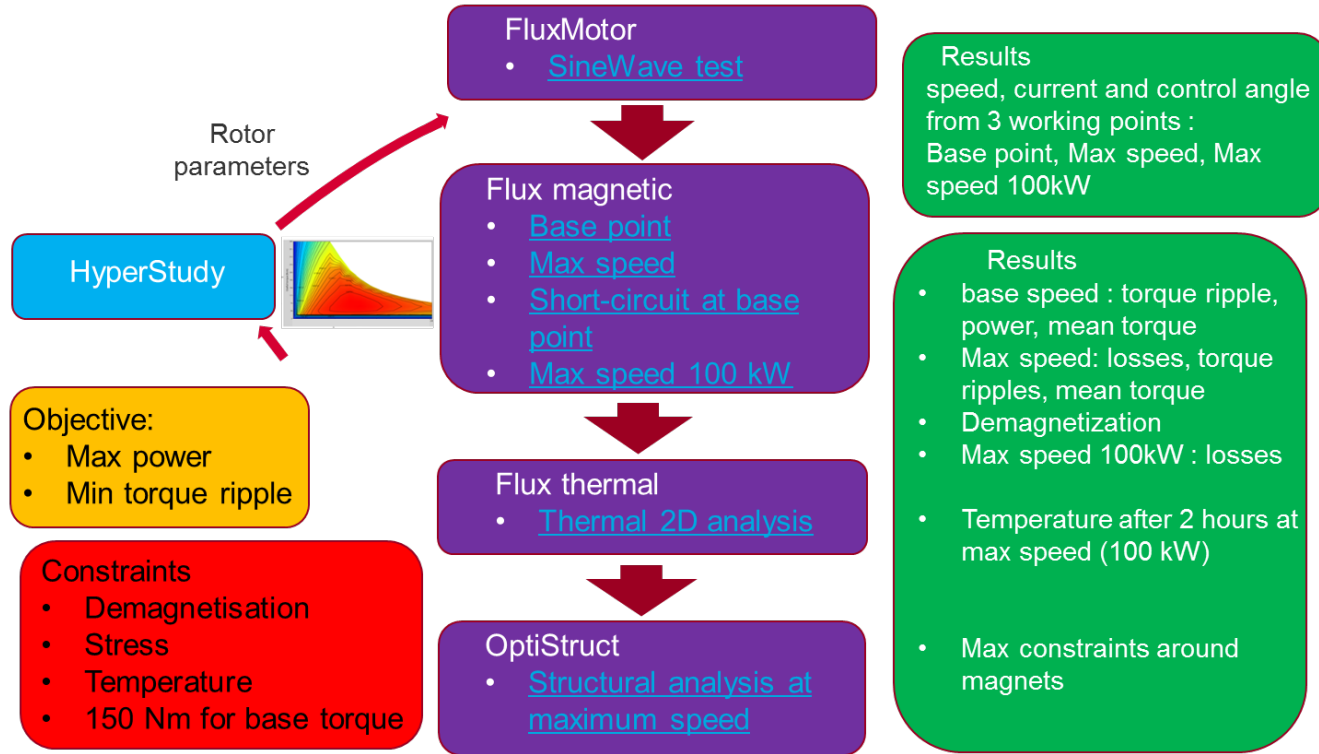 FluxMotor
• SineWave test
Rotor
parameters
HyperStudy
Objective:
• Max power
• Min torque ripple
Constraints
• Demagnetisation
• Stress
• Temperature
• 150 Nm for base torque
Flux magnetic
• Base point
• Max speed
• Short-circuit at base
point
• Max speed 100 kW
Flux thermal
• Thermal 2D analysis
OptiStruct
• Structural analysis at
maximum speed
Results
speed, current and control angle
from 3 working points :
Base point, Max speed, Max
speed 100kW
Results
• base speed : torque ripple,
power, mean torque
• Max speed: losses, torque
ripples, mean torque
• Demagnetization
• Max speed 100kW : losses
• Temperature after 2 hours at
max speed (100 kW)
• Max constraints around
magnets